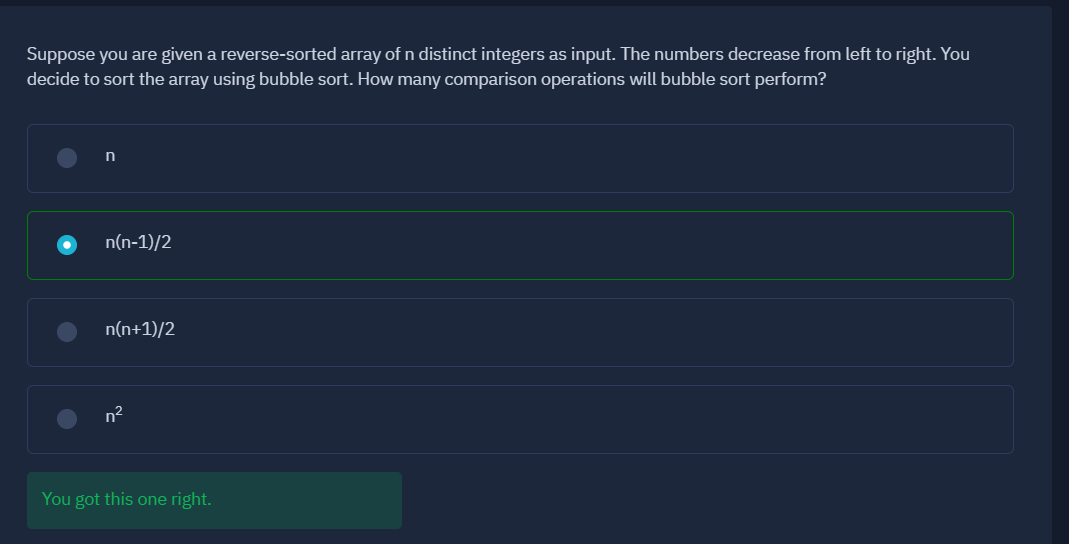 Suppose you are given a reverse-sorted array of n distinct integers as input. The numbers decrease from left to right. You
decide to sort the array using bubble sort. How many comparison operations will bubble sort perform?
n
n(n-1)/2
n(n+1)/2
n²
You got this one right.